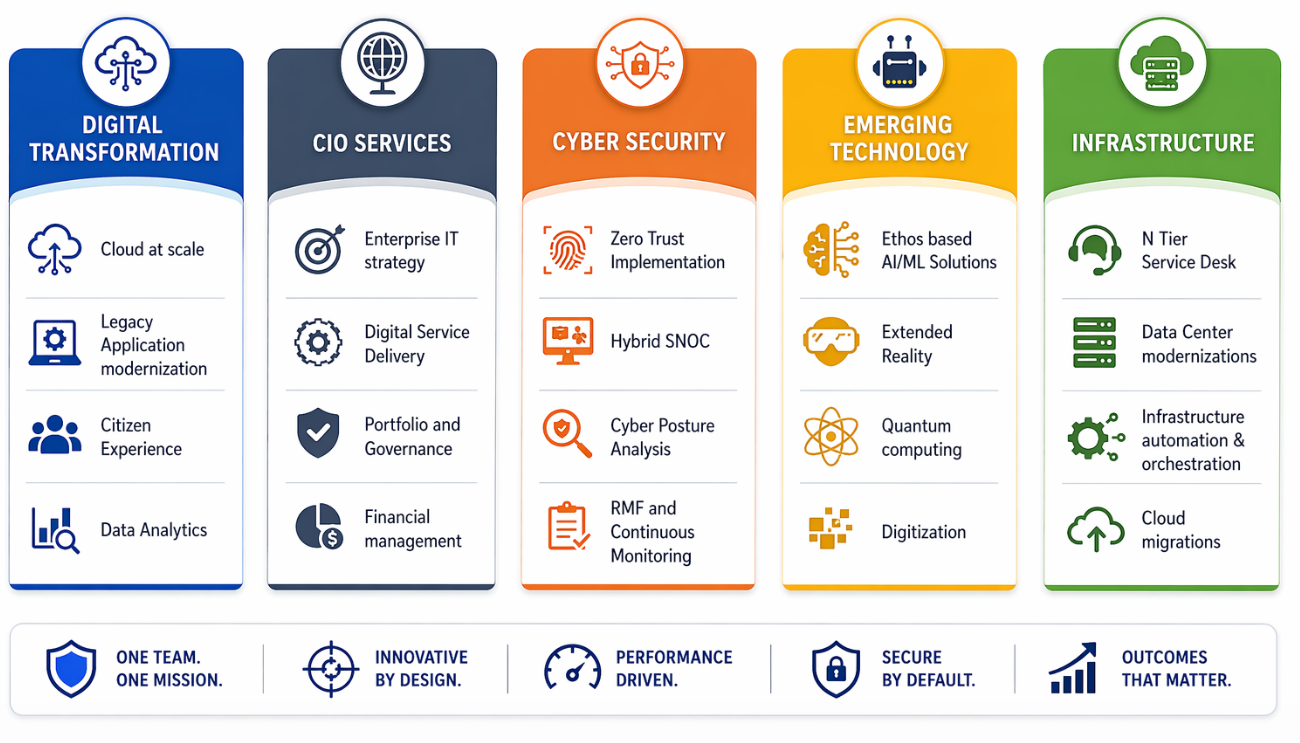 DIGITAL
TRANSFORMATION
Cloud at scale
Legacy
Application
modernization
Citizen
Experience
Data Analytics
CIO SERVICES
Enterprise IT
strategy
Digital Service
Delivery
Portfolio and
Governance
$
Financial
management
CYBER SECURITY
Zero Trust
Implementation
Hybrid SNOC
Cyber Posture
Analysis
RMF and
Continuous
Monitoring
EMERGING
TECHNOLOGY
Ethos based
AI/ML Solutions
Extended
Reality
Quantum
computing
Digitization
INFRASTRUCTURE
N Tier
Service Desk
Data Center
modernizations
Infrastructure
automation &
orchestration
Cloud
migrations
ONE TEAM.
ONE MISSION.
INNOVATIVE
BY DESIGN.
PERFORMANCE
DRIVEN.
SECURE
BY DEFAULT.
OUTCOMES
THAT MATTER.